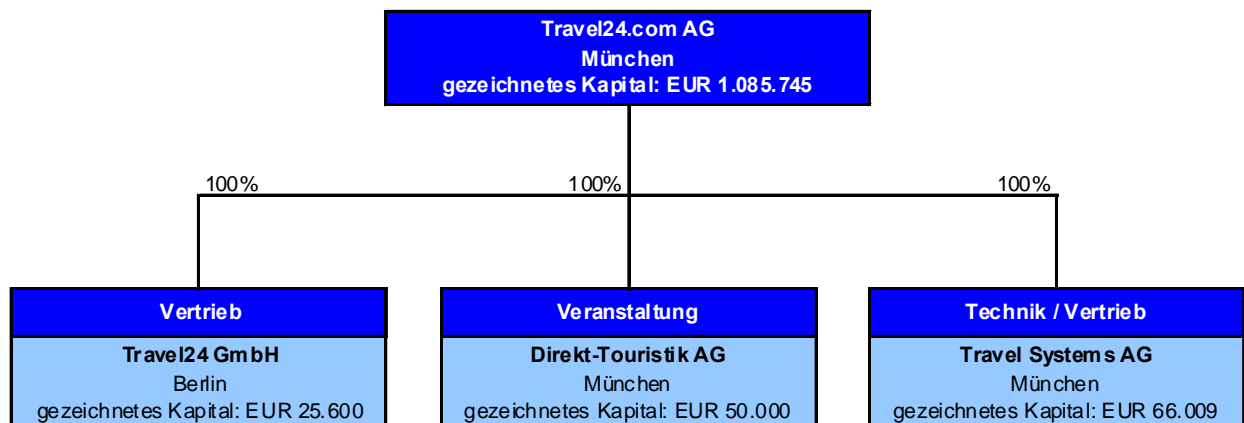 Travel24.com AG
München
gezeichnetes Kapital: EUR 1.085.745
100%
100%
100%
Vertrieb
Travel24 GmbH
Berlin
gezeichnetes Kapital: EUR 25.600
Veranstaltung
Direkt-Touristik AG
München
gezeichnetes Kapital: EUR 50.000
Technik / Vertrieb
Travel Systems AG
München
gezeichnetes Kapital: EUR 66.009